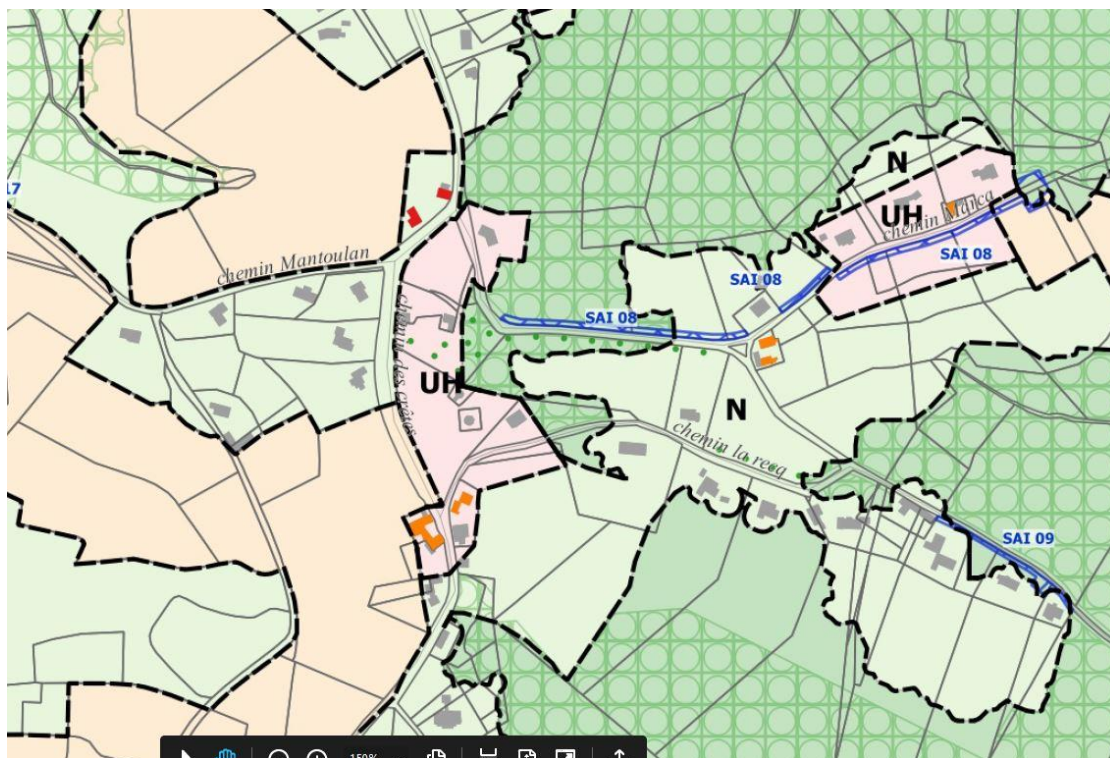 N
17
UH
chemin Marca
SAI 08
chemin Mantoulan
SAI 08
SAI 08
chemin des crêtes
UH
N
chemin la recq
SAI 09
150%